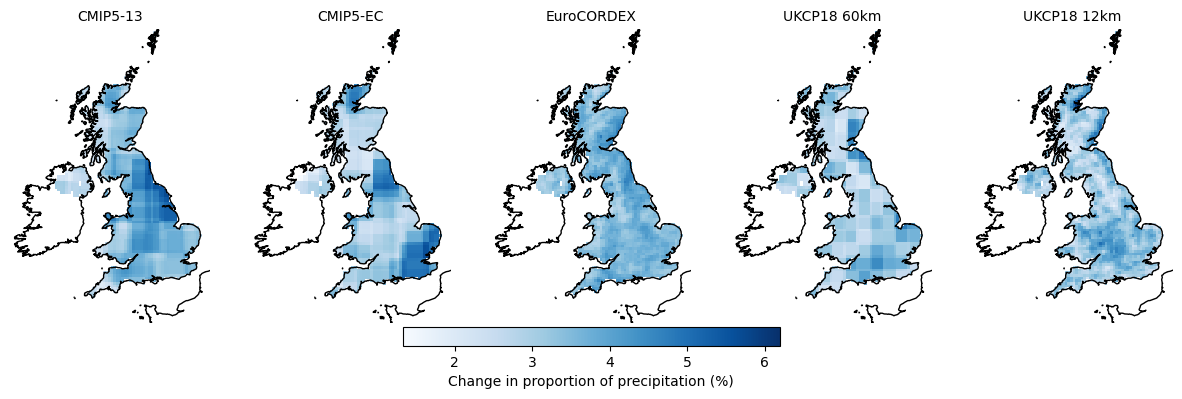 CMIP5-13 CMIP5-EC EuroCORDEX UKCP18 60km UKCP18 12km
2 3 4 5 6
Change in proportion of precipitation (%)